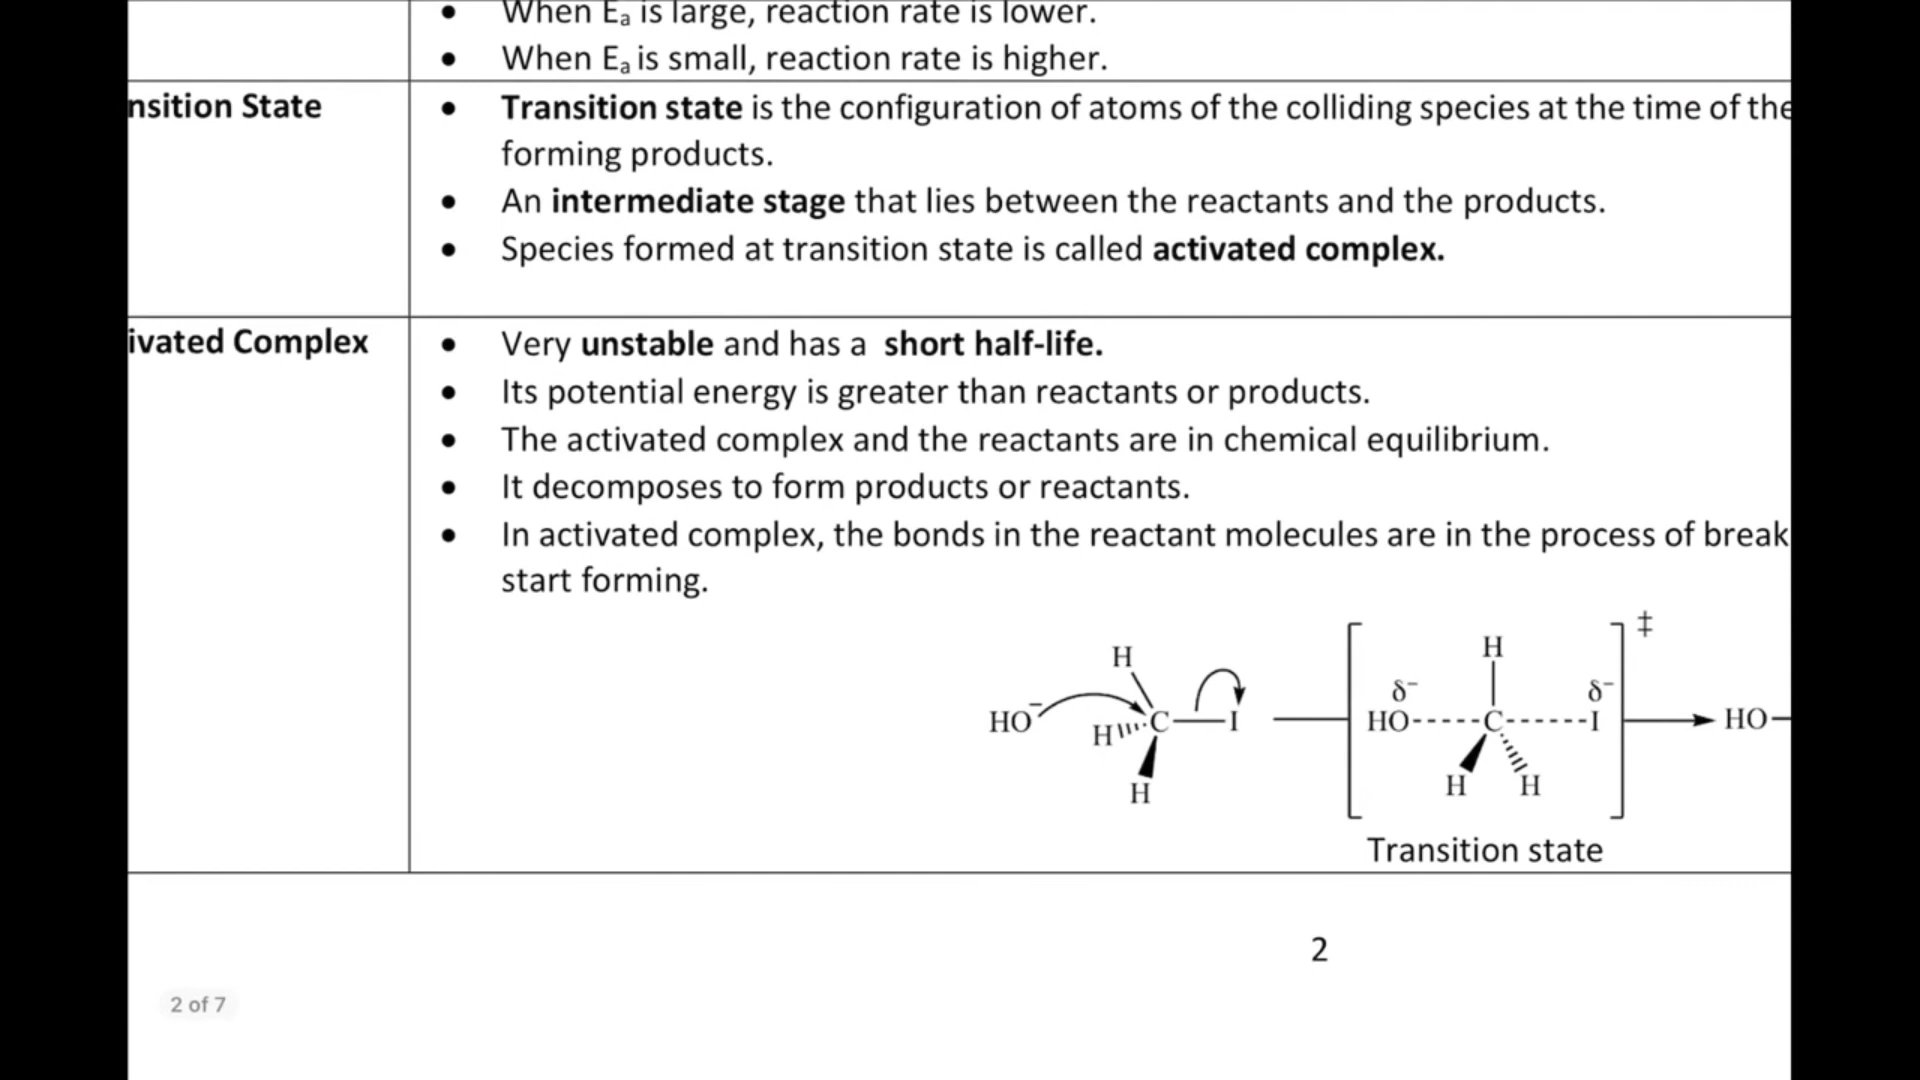 • When Eₐ is large, reaction rate is lower.
• When Eₐ is small, reaction rate is higher.
nsition State
• Transition state is the configuration of atoms of the colliding species at the time of the
forming products.
• An intermediate stage that lies between the reactants and the products.
• Species formed at transition state is called activated complex.
ivated Complex
• Very unstable and has a short half-life.
• Its potential energy is greater than reactants or products.
• The activated complex and the reactants are in chemical equilibrium.
• It decomposes to form products or reactants.
• In activated complex, the bonds in the reactant molecules are in the process of break
start forming.
H H ‡
δ⁻ δ⁻
HO⁻ H C I HO C I HO
H H H
Transition state
2
2 of 7